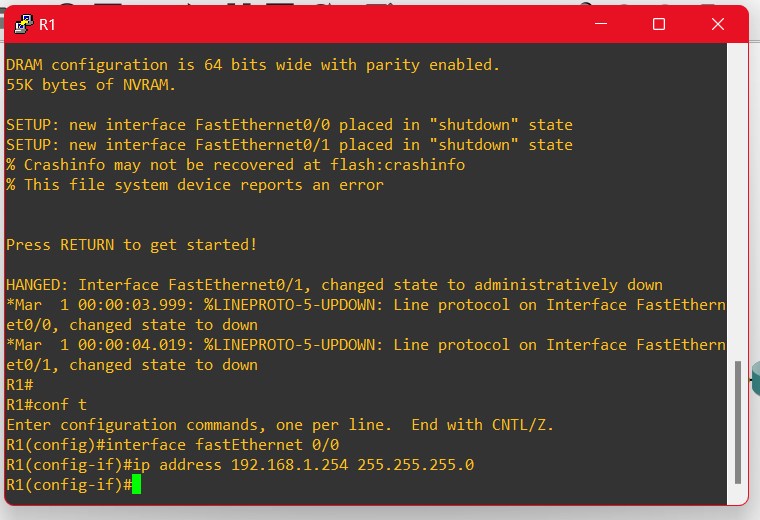 R1
DRAM configuration is 64 bits wide with parity enabled.
55K bytes of NVRAM.
SETUP: new interface FastEthernet0/0 placed in "shutdown" state
SETUP: new interface FastEthernet0/1 placed in "shutdown" state
% Crashinfo may not be recovered at flash:crashinfo
% This file system device reports an error
Press RETURN to get started!
HANGED: Interface FastEthernet0/1, changed state to administratively down
*Mar  1 00:00:03.999: %LINEPROTO-5-UPDOWN: Line protocol on Interface FastEthern
et0/0, changed state to down
*Mar  1 00:00:04.019: %LINEPROTO-5-UPDOWN: Line protocol on Interface FastEthern
et0/1, changed state to down
R1#
R1#conf t
Enter configuration commands, one per line.  End with CNTL/Z.
R1(config)#interface fastEthernet 0/0
R1(config-if)#ip address 192.168.1.254 255.255.255.0
R1(config-if)#